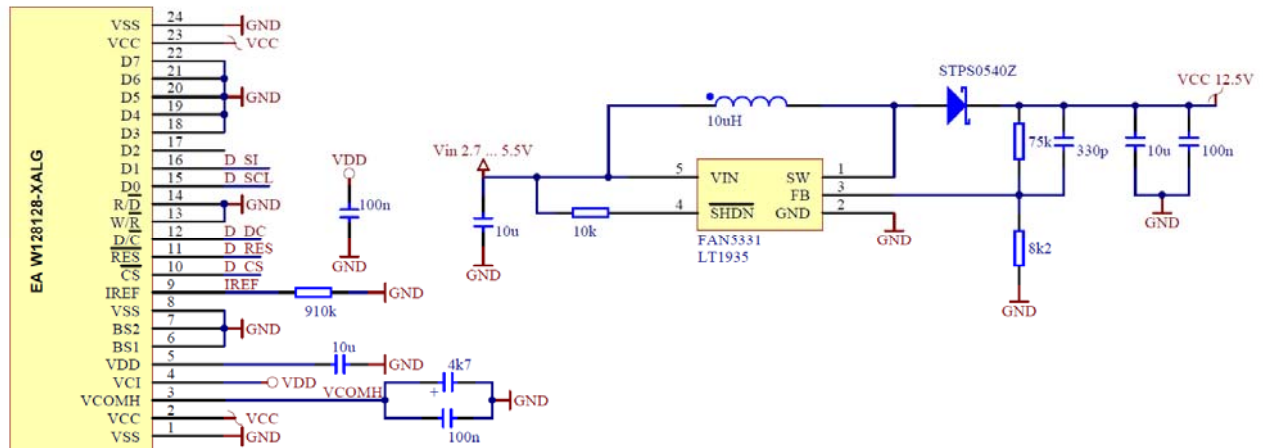 EA W128128-XALG
VSS 24 GND
VCC 23 VCC
D7 22
D6 21
D5 20 GND
D4 19
D3 18
D2 17
D1 16 D_SI
D0 15 D_SCL
R/D 14 GND
W/R 13
D/C 12 D_DC
RES 11 D_RES
CS 10 D_CS
IREF 9 IREF
910k GND
VSS 8
BS2 7 GND
BS1 6
VDD 5 10u GND
VCI 4 VDD
VCOMH 3 VCOMH
4k7
+
100n
GND
VCC 2 VCC
VSS 1 GND
VDD
100n
GND
Vin 2.7 ... 5.5V
10u
GND
10k
10uH
5 VIN SW 1
FB 3
4 SHDN GND 2
FAN5331
LT1935
GND
STPS0540Z
VCC 12.5V
75k
330p
10u
100n
GND
8k2
GND